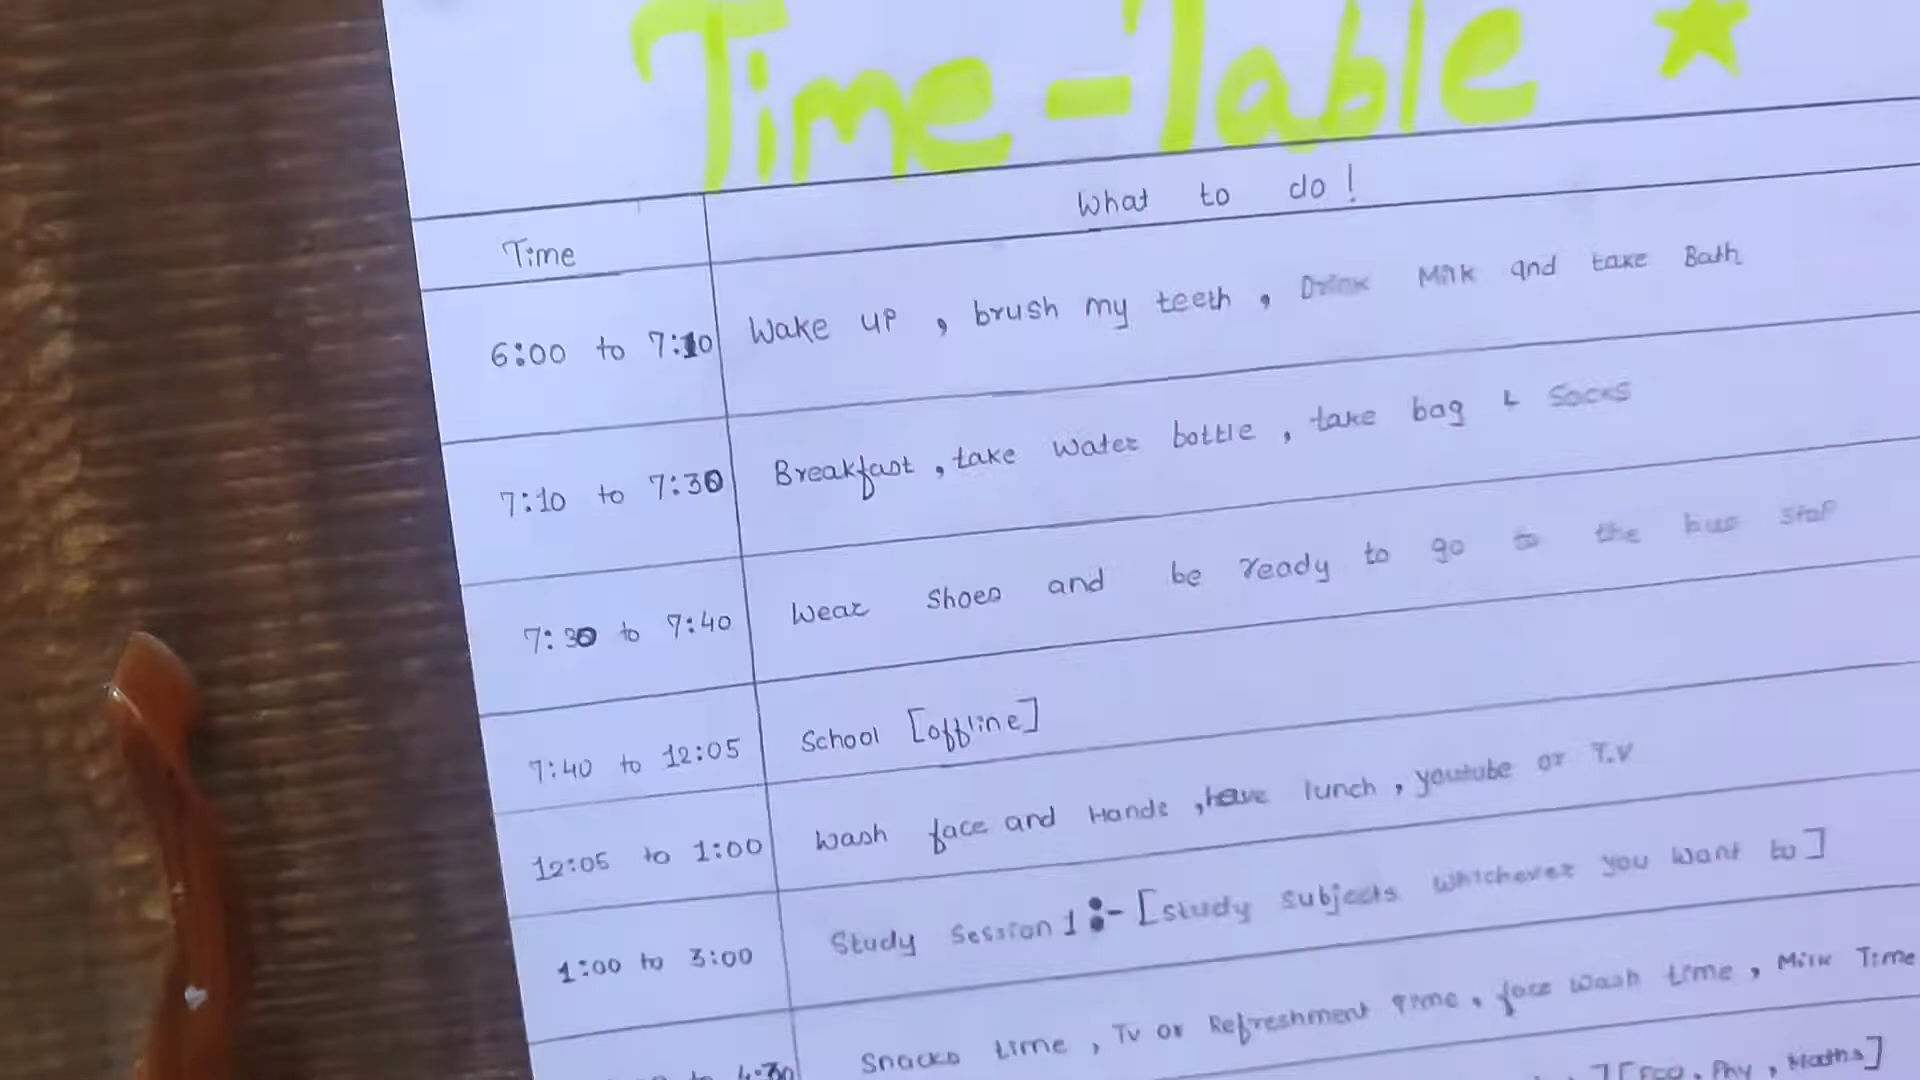 Time-Table
Time What to do!
6:00 to 7:10 Wake up, brush my teeth, Drink Milk and take Bath
7:10 to 7:30 Breakfast, take water bottle, take bag & Socks
7:30 to 7:40 Wear Shoes and be ready to go to the bus stop
7:40 to 12:05 School [offline]
12:05 to 1:00 Wash face and Hands, have lunch, youtube or T.V
1:00 to 3:00 Study Session 1:- [study subjects whichever you want to]
to 4:30 Snacks time, Tv or Refreshment Time, face wash time, Milk Time
[Eco, Phy, Maths]